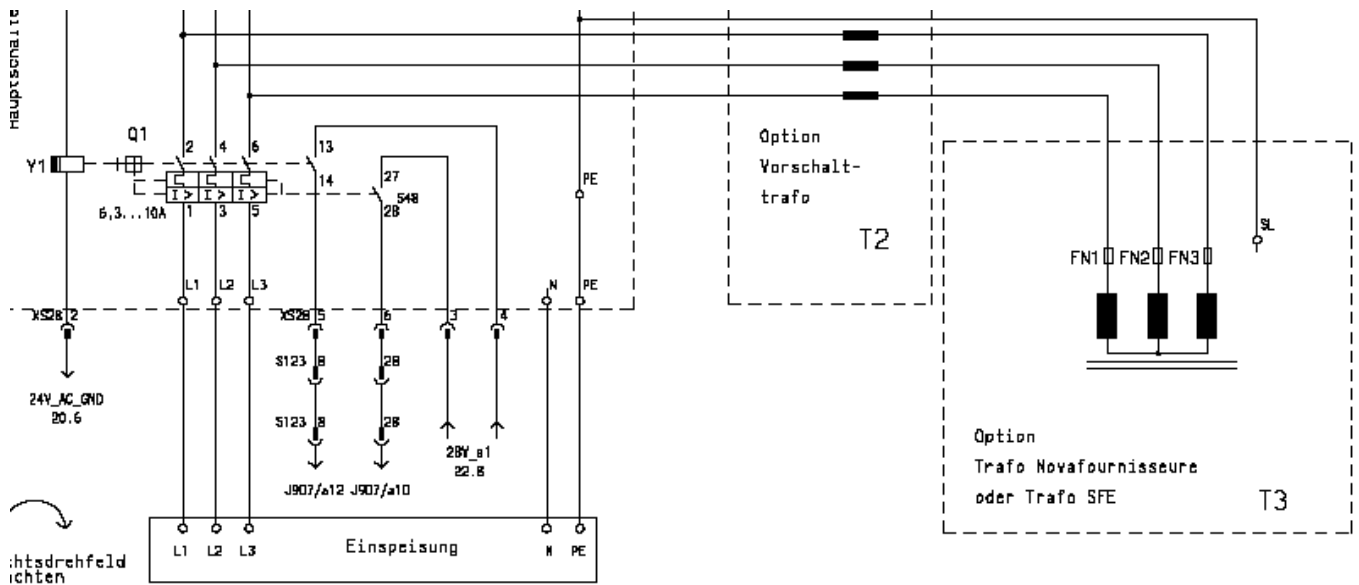 Hauptschalte
Q1
2 4 6 13
Y1
14 27
548
28
PE
I > I > I >
6,3...10A
1 3 5
Option
Vorschalt-
trafo
T2
SL
FN1 FN2 FN3
L1 L2 L3 N PE
XS28 2 XS28 5 6 3 4
S123 8 28
24V_AC_GND
20.6
S123 8 28
28V_s1
22.8
J907/a12 J907/a10
Option
Trafo Novafournisseure
oder Trafo SFE
T3
L1 L2 L3 Einspeisung N PE
chtsdrehfeld
ichten